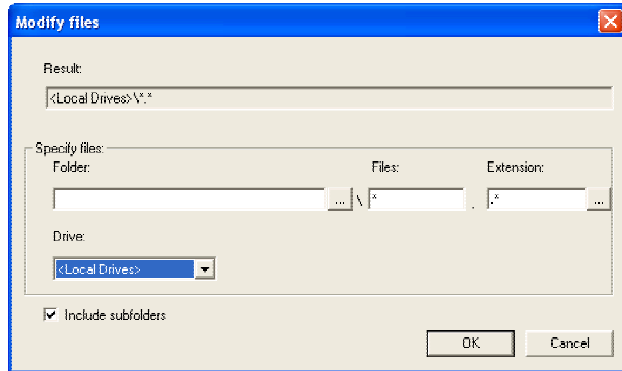 Modify files
Result:
<Local Drives>\*.*
Specify files:
Folder: Files: Extension:
... \ * . .* ...
Drive:
<Local Drives>
Include subfolders
OK Cancel